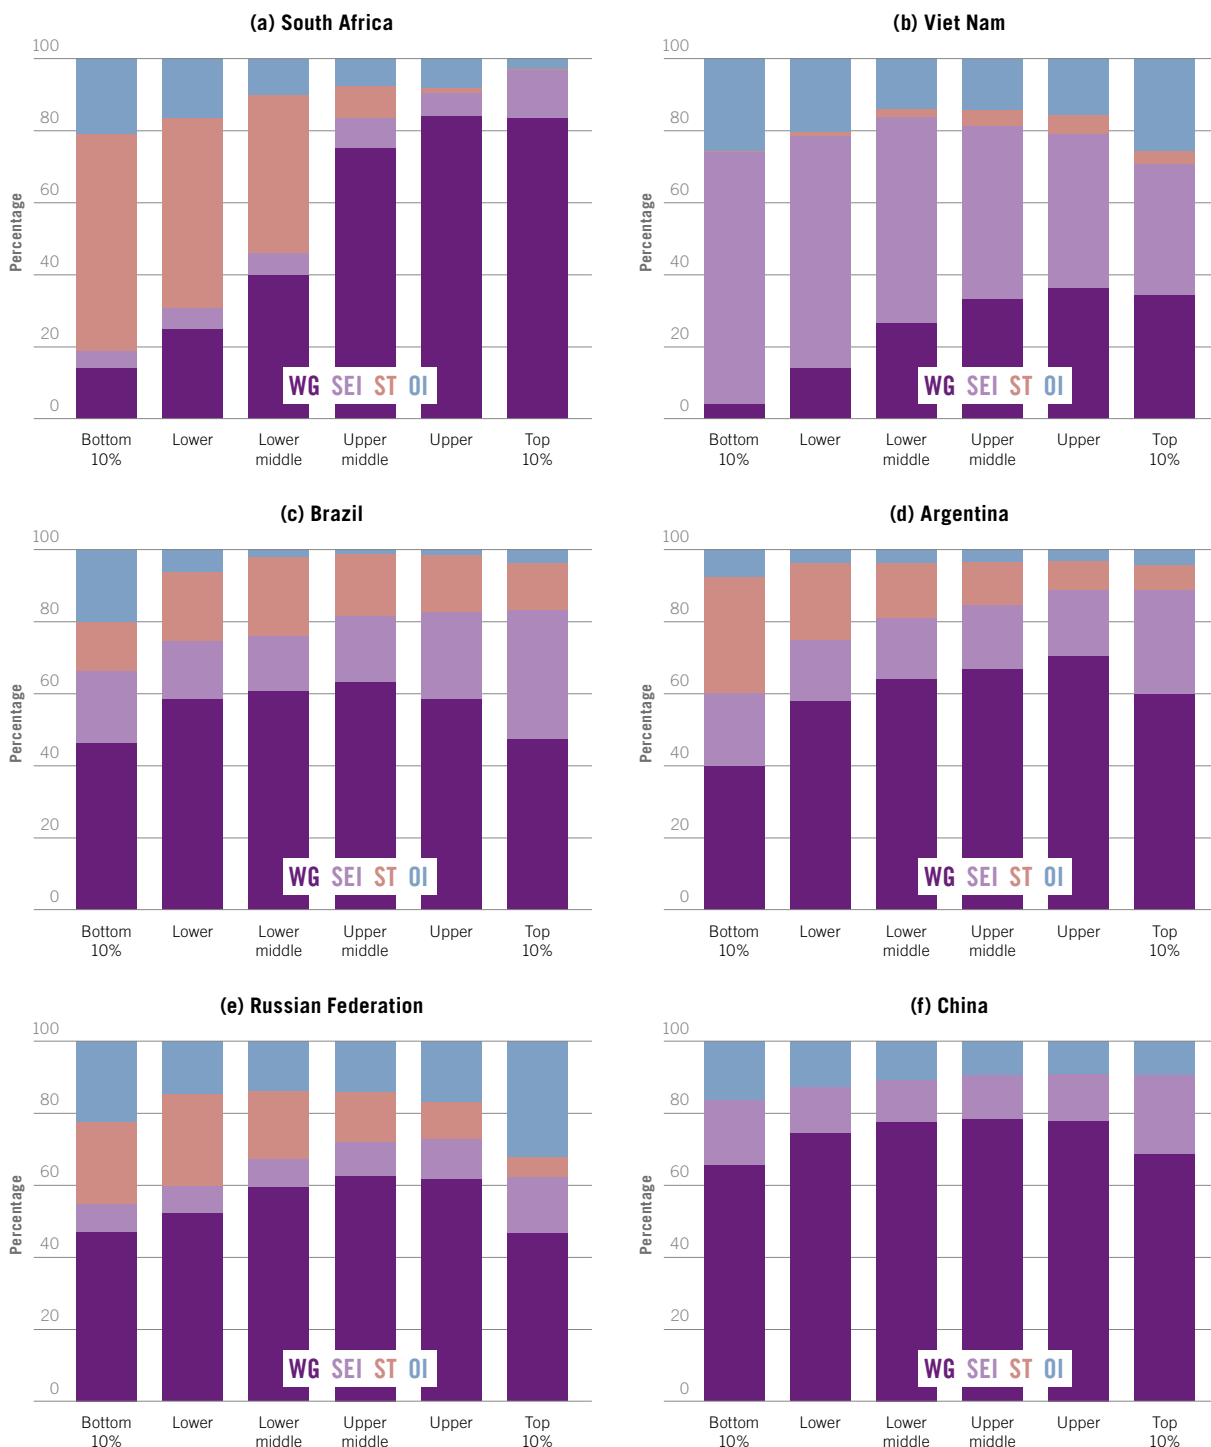 (a) South Africa
100
80
60
40
20
0
Percentage
WG SEI ST OI
Bottom 10%
Lower
Lower middle
Upper middle
Upper
Top 10%
(b) Viet Nam
100
80
60
40
20
0
Percentage
WG SEI ST OI
Bottom 10%
Lower
Lower middle
Upper middle
Upper
Top 10%
(c) Brazil
100
80
60
40
20
0
Percentage
WG SEI ST OI
Bottom 10%
Lower
Lower middle
Upper middle
Upper
Top 10%
(d) Argentina
100
80
60
40
20
0
Percentage
WG SEI ST OI
Bottom 10%
Lower
Lower middle
Upper middle
Upper
Top 10%
(e) Russian Federation
100
80
60
40
20
0
Percentage
WG SEI ST OI
Bottom 10%
Lower
Lower middle
Upper middle
Upper
Top 10%
(f) China
100
80
60
40
20
0
Percentage
WG SEI ST OI
Bottom 10%
Lower
Lower middle
Upper middle
Upper
Top 10%